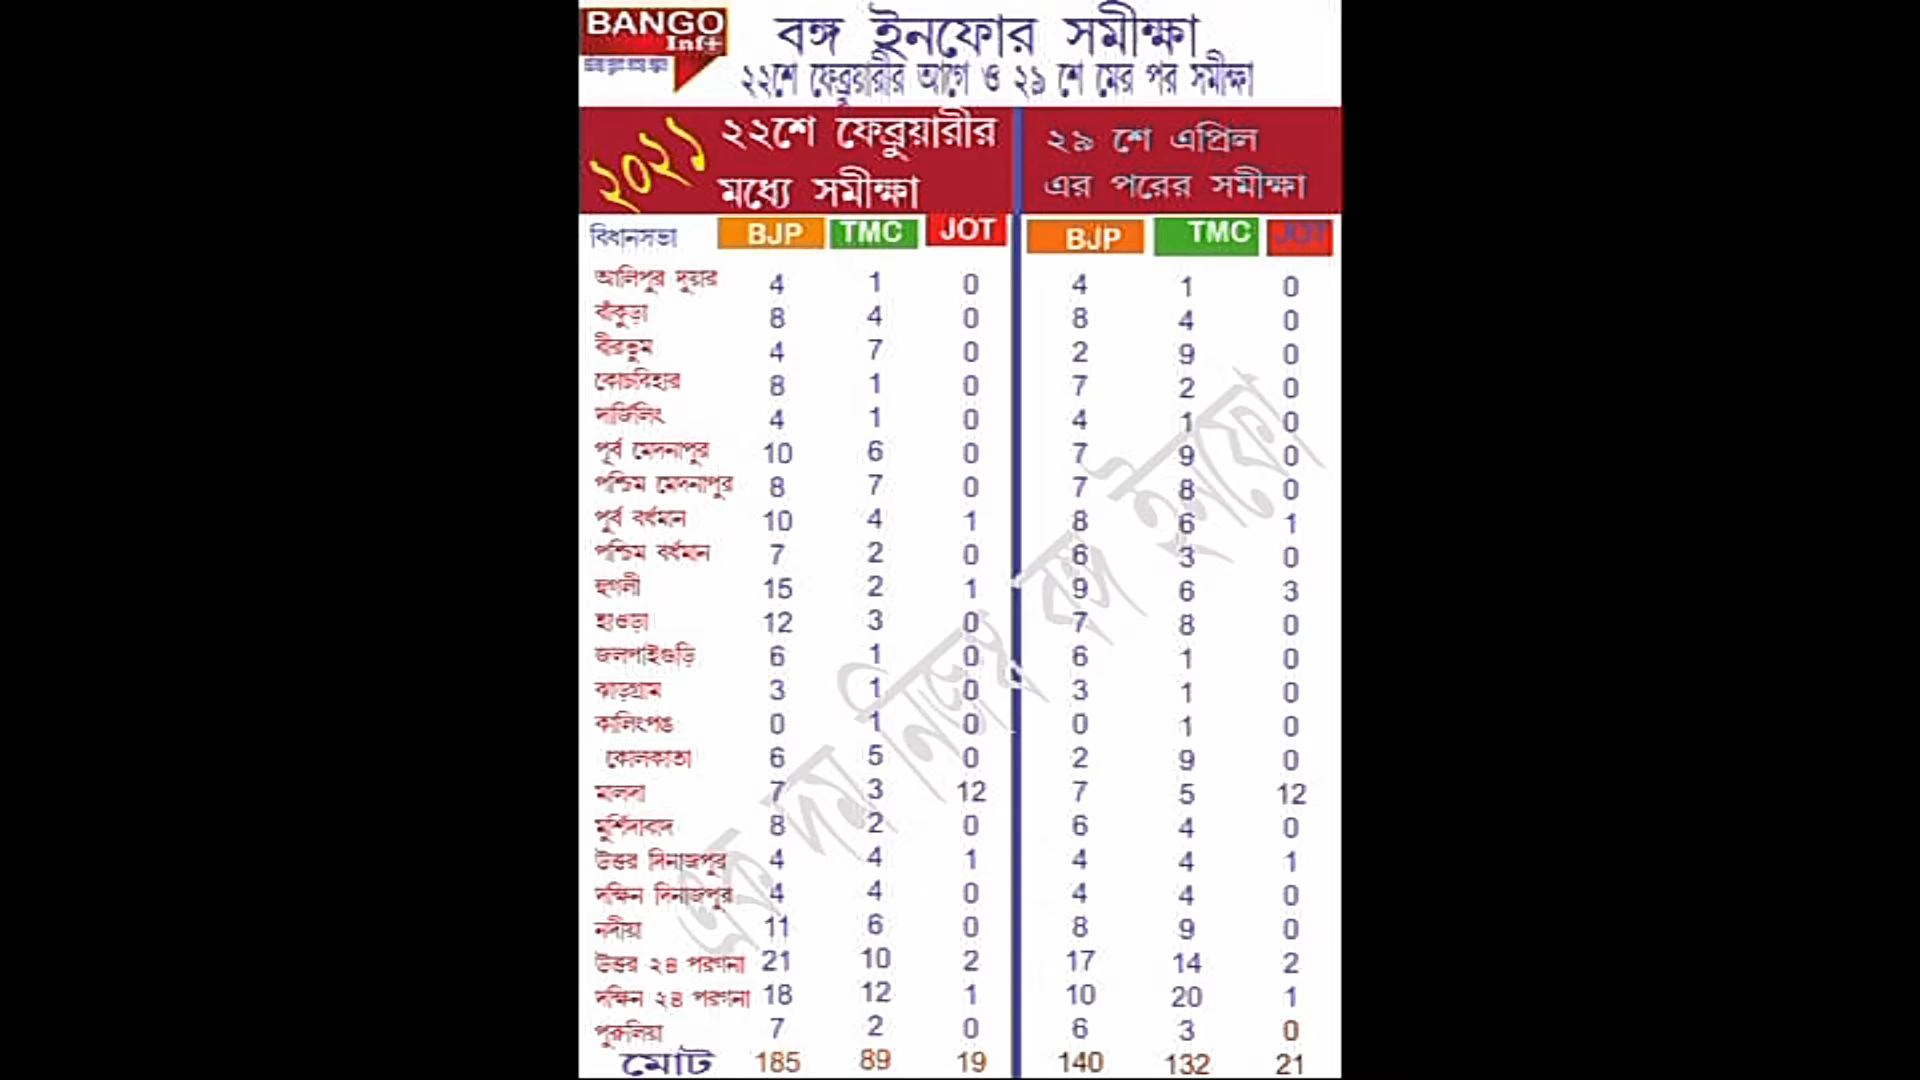 BANGO
Inf+
বঙ্গ ইনফোর সমীক্ষা
২২শে ফেব্রুয়ারীর আগে ও ২৯ শে মের পর সমীক্ষা
২০২১
২২শে ফেব্রুয়ারীর মধ্যে সমীক্ষা
২৯ শে এপ্রিল এর পরের সমীক্ষা
বিধানসভা BJP TMC JOT BJP TMC JOT
আলিপুর দুয়ার 4 1 0 4 1 0
বাঁকুড়া 8 4 0 8 4 0
বীরভুম 4 7 0 2 9 0
কোচবিহার 8 1 0 7 2 0
দার্জিলিং 4 1 0 4 1 0
পূর্ব মেদনাপুর 10 6 0 7 9 0
পশ্চিম মেদনাপুর 8 7 0 7 8 0
পূর্ব বর্ধমান 10 4 1 8 6 1
পশ্চিম বর্ধমান 7 2 0 6 3 0
হুগলী 15 2 1 9 6 3
হাওড়া 12 3 0 7 8 0
জলপাইগুড়ি 6 1 0 6 1 0
ঝাড়গ্রাম 3 1 0 3 1 0
কালিংপঙ 0 1 0 0 1 0
কোলকাতা 6 5 0 2 9 0
মালদা 7 3 12 7 5 12
মুর্শিদাবাদ 8 2 0 6 4 0
উত্তর দিনাজপুর 4 4 1 4 4 1
দক্ষিন দিনাজপুর 4 4 0 4 4 0
নদীয়া 11 6 0 8 9 0
উত্তর ২৪ পরগনা 21 10 2 17 14 2
দক্ষিন ২৪ পরগনা 18 12 1 10 20 1
পুরুলিয়া 7 2 0 6 3 0
মোট 185 89 19 140 132 21
এক দম নিজস্ব বঙ্গ ইনফো